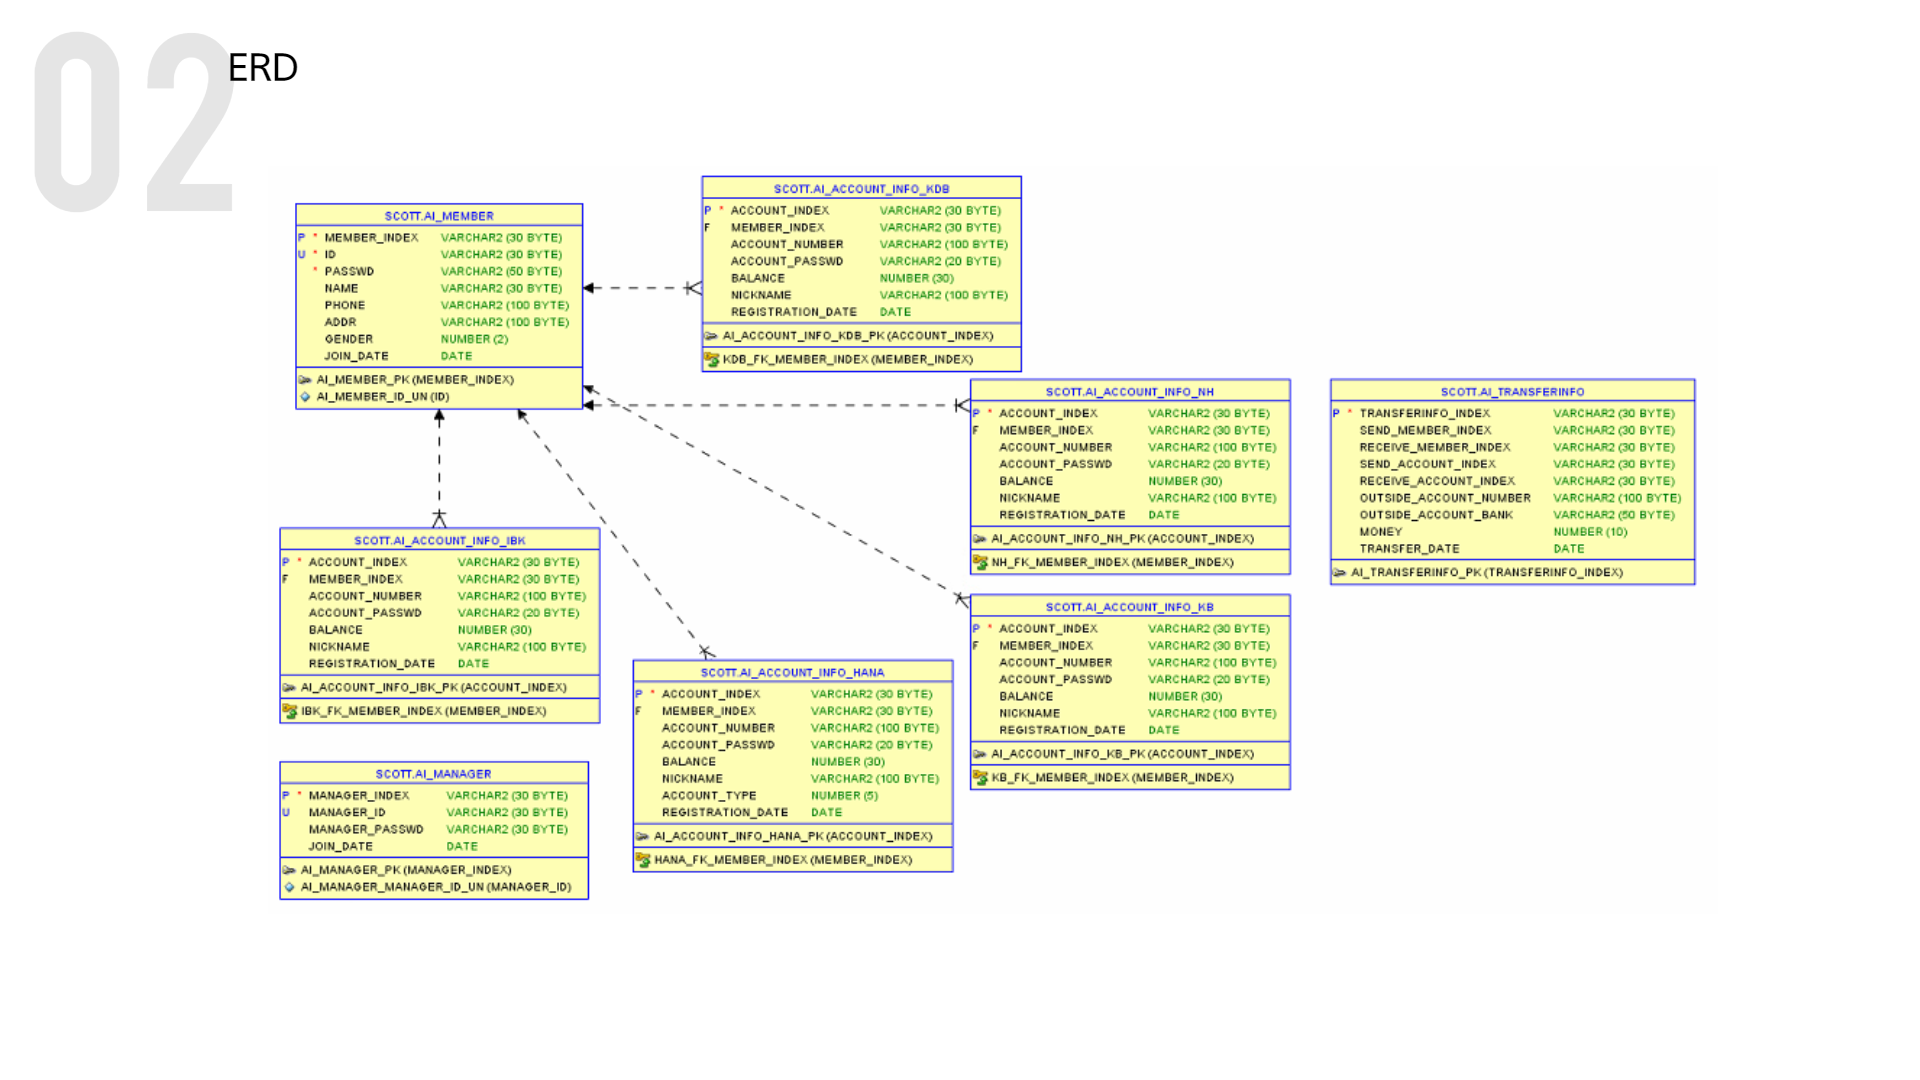 02
ERD
SCOTT.AI_MEMBER
P * MEMBER_INDEX VARCHAR2 (30 BYTE)
U * ID VARCHAR2 (30 BYTE)
* PASSWD VARCHAR2 (50 BYTE)
NAME VARCHAR2 (30 BYTE)
PHONE VARCHAR2 (100 BYTE)
ADDR VARCHAR2 (100 BYTE)
GENDER NUMBER (2)
JOIN_DATE DATE
AI_MEMBER_PK (MEMBER_INDEX)
AI_MEMBER_ID_UN (ID)
SCOTT.AI_ACCOUNT_INFO_KDB
P * ACCOUNT_INDEX VARCHAR2 (30 BYTE)
F MEMBER_INDEX VARCHAR2 (30 BYTE)
ACCOUNT_NUMBER VARCHAR2 (100 BYTE)
ACCOUNT_PASSWD VARCHAR2 (20 BYTE)
BALANCE NUMBER (30)
NICKNAME VARCHAR2 (100 BYTE)
REGISTRATION_DATE DATE
AI_ACCOUNT_INFO_KDB_PK (ACCOUNT_INDEX)
KDB_FK_MEMBER_INDEX (MEMBER_INDEX)
SCOTT.AI_ACCOUNT_INFO_NH
P * ACCOUNT_INDEX VARCHAR2 (30 BYTE)
F MEMBER_INDEX VARCHAR2 (30 BYTE)
ACCOUNT_NUMBER VARCHAR2 (100 BYTE)
ACCOUNT_PASSWD VARCHAR2 (20 BYTE)
BALANCE NUMBER (30)
NICKNAME VARCHAR2 (100 BYTE)
REGISTRATION_DATE DATE
AI_ACCOUNT_INFO_NH_PK (ACCOUNT_INDEX)
NH_FK_MEMBER_INDEX (MEMBER_INDEX)
SCOTT.AI_TRANSFERINFO
P * TRANSFERINFO_INDEX VARCHAR2 (30 BYTE)
SEND_MEMBER_INDEX VARCHAR2 (30 BYTE)
RECEIVE_MEMBER_INDEX VARCHAR2 (30 BYTE)
SEND_ACCOUNT_INDEX VARCHAR2 (30 BYTE)
RECEIVE_ACCOUNT_INDEX VARCHAR2 (30 BYTE)
OUTSIDE_ACCOUNT_NUMBER VARCHAR2 (100 BYTE)
OUTSIDE_ACCOUNT_BANK VARCHAR2 (50 BYTE)
MONEY NUMBER (10)
TRANSFER_DATE DATE
AI_TRANSFERINFO_PK (TRANSFERINFO_INDEX)
SCOTT.AI_ACCOUNT_INFO_IBK
P * ACCOUNT_INDEX VARCHAR2 (30 BYTE)
F MEMBER_INDEX VARCHAR2 (30 BYTE)
ACCOUNT_NUMBER VARCHAR2 (100 BYTE)
ACCOUNT_PASSWD VARCHAR2 (20 BYTE)
BALANCE NUMBER (30)
NICKNAME VARCHAR2 (100 BYTE)
REGISTRATION_DATE DATE
AI_ACCOUNT_INFO_IBK_PK (ACCOUNT_INDEX)
IBK_FK_MEMBER_INDEX (MEMBER_INDEX)
SCOTT.AI_ACCOUNT_INFO_KB
P * ACCOUNT_INDEX VARCHAR2 (30 BYTE)
F MEMBER_INDEX VARCHAR2 (30 BYTE)
ACCOUNT_NUMBER VARCHAR2 (100 BYTE)
ACCOUNT_PASSWD VARCHAR2 (20 BYTE)
BALANCE NUMBER (30)
NICKNAME VARCHAR2 (100 BYTE)
REGISTRATION_DATE DATE
AI_ACCOUNT_INFO_KB_PK (ACCOUNT_INDEX)
KB_FK_MEMBER_INDEX (MEMBER_INDEX)
SCOTT.AI_ACCOUNT_INFO_HANA
P * ACCOUNT_INDEX VARCHAR2 (30 BYTE)
F MEMBER_INDEX VARCHAR2 (30 BYTE)
ACCOUNT_NUMBER VARCHAR2 (100 BYTE)
ACCOUNT_PASSWD VARCHAR2 (20 BYTE)
BALANCE NUMBER (30)
NICKNAME VARCHAR2 (100 BYTE)
ACCOUNT_TYPE NUMBER (5)
REGISTRATION_DATE DATE
AI_ACCOUNT_INFO_HANA_PK (ACCOUNT_INDEX)
HANA_FK_MEMBER_INDEX (MEMBER_INDEX)
SCOTT.AI_MANAGER
P * MANAGER_INDEX VARCHAR2 (30 BYTE)
U MANAGER_ID VARCHAR2 (30 BYTE)
MANAGER_PASSWD VARCHAR2 (30 BYTE)
JOIN_DATE DATE
AI_MANAGER_PK (MANAGER_INDEX)
AI_MANAGER_MANAGER_ID_UN (MANAGER_ID)